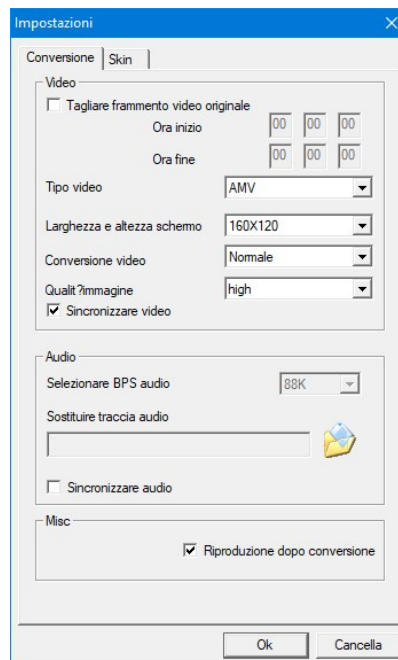 Impostazioni
Conversione Skin
Video
Tagliare frammento video originale
Ora inizio 00 00 00
Ora fine 00 00 00
Tipo video AMV
Larghezza e altezza schermo 160X120
Conversione video Normale
Qualit?immagine high
Sincronizzare video
Audio
Selezionare BPS audio 88K
Sostituire traccia audio
Sincronizzare audio
Misc
Riproduzione dopo conversione
Ok Cancella